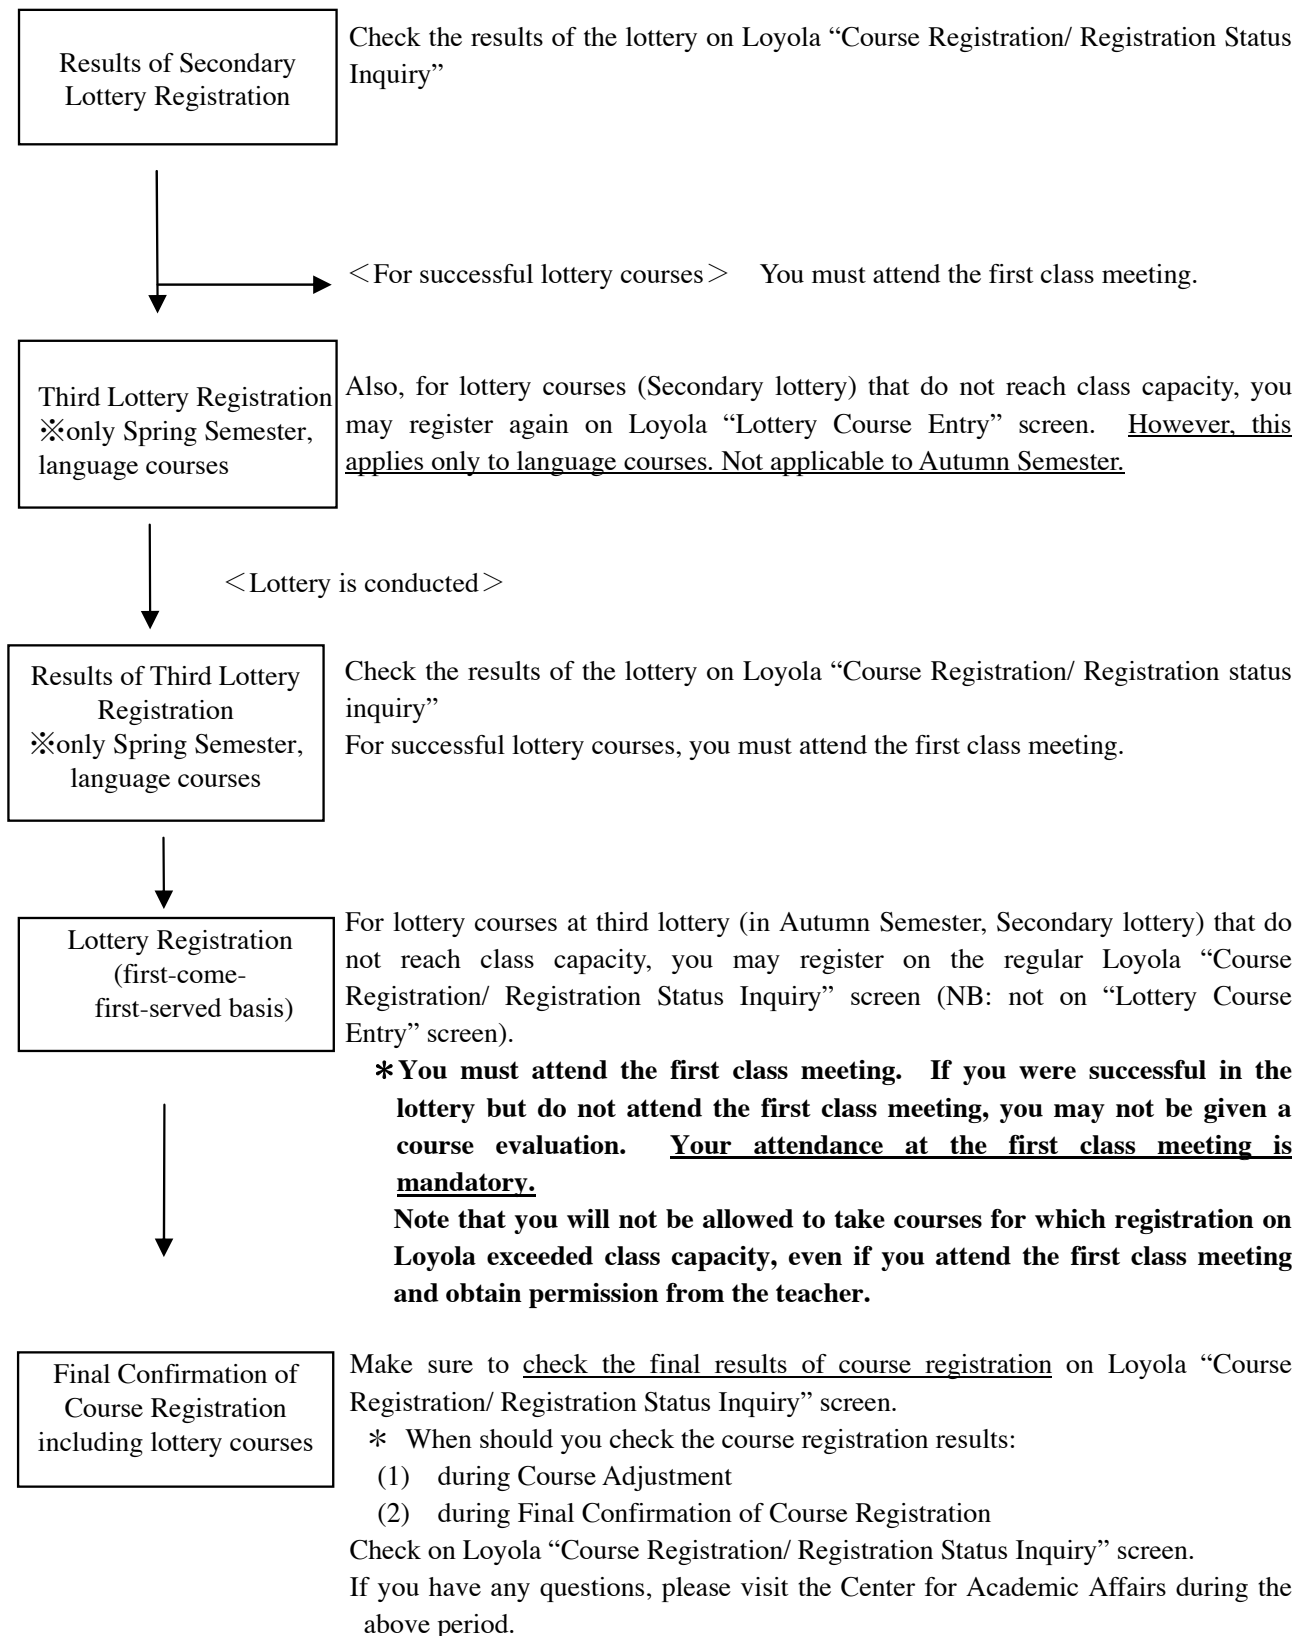 Results of Secondary
Lottery Registration
Check the results of the lottery on Loyola “Course Registration/ Registration Status
Inquiry”
＜For successful lottery courses＞ You must attend the first class meeting.
Third Lottery Registration
※only Spring Semester,
language courses
Also, for lottery courses (Secondary lottery) that do not reach class capacity, you
may register again on Loyola “Lottery Course Entry” screen. However, this
applies only to language courses. Not applicable to Autumn Semester.
＜Lottery is conducted＞
Results of Third Lottery
Registration
※only Spring Semester,
language courses
Check the results of the lottery on Loyola “Course Registration/ Registration status
inquiry”
For successful lottery courses, you must attend the first class meeting.
Lottery Registration
(first-come-
first-served basis)
For lottery courses at third lottery (in Autumn Semester, Secondary lottery) that do
not reach class capacity, you may register on the regular Loyola “Course
Registration/ Registration Status Inquiry” screen (NB: not on “Lottery Course
Entry” screen).
＊You must attend the first class meeting. If you were successful in the
lottery but do not attend the first class meeting, you may not be given a
course evaluation. Your attendance at the first class meeting is
mandatory.
Note that you will not be allowed to take courses for which registration on
Loyola exceeded class capacity, even if you attend the first class meeting
and obtain permission from the teacher.
Final Confirmation of
Course Registration
including lottery courses
Make sure to check the final results of course registration on Loyola “Course
Registration/ Registration Status Inquiry” screen.
＊ When should you check the course registration results:
(1) during Course Adjustment
(2) during Final Confirmation of Course Registration
Check on Loyola “Course Registration/ Registration Status Inquiry” screen.
If you have any questions, please visit the Center for Academic Affairs during the
above period.